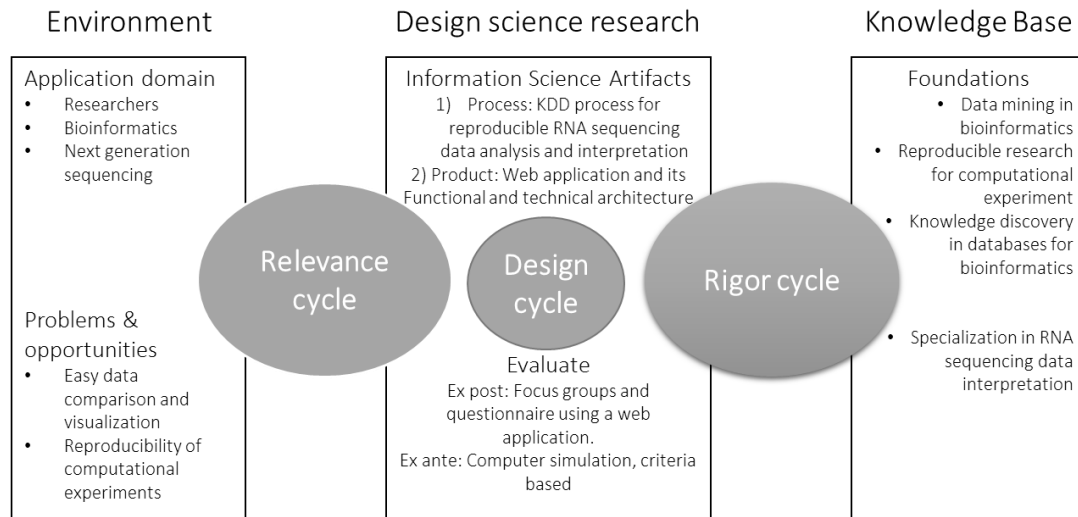 Environment
Application domain
• Researchers
• Bioinformatics
• Next generation
sequencing
Problems &
opportunities
• Easy data
comparison and
visualization
• Reproducibility of
computational
experiments
Relevance
cycle
Design science research
Information Science Artifacts
1) Process: KDD process for
reproducible RNA sequencing
data analysis and interpretation
2) Product: Web application and its
Functional and technical architecture
Design
cycle
Evaluate
Ex post: Focus groups and
questionnaire using a web
application.
Ex ante: Computer simulation, criteria
based
Rigor cycle
Knowledge Base
Foundations
• Data mining in
bioinformatics
• Reproducible research
for computational
experiment
• Knowledge discovery
in databases for
bioinformatics
• Specialization in RNA
sequencing data
interpretation